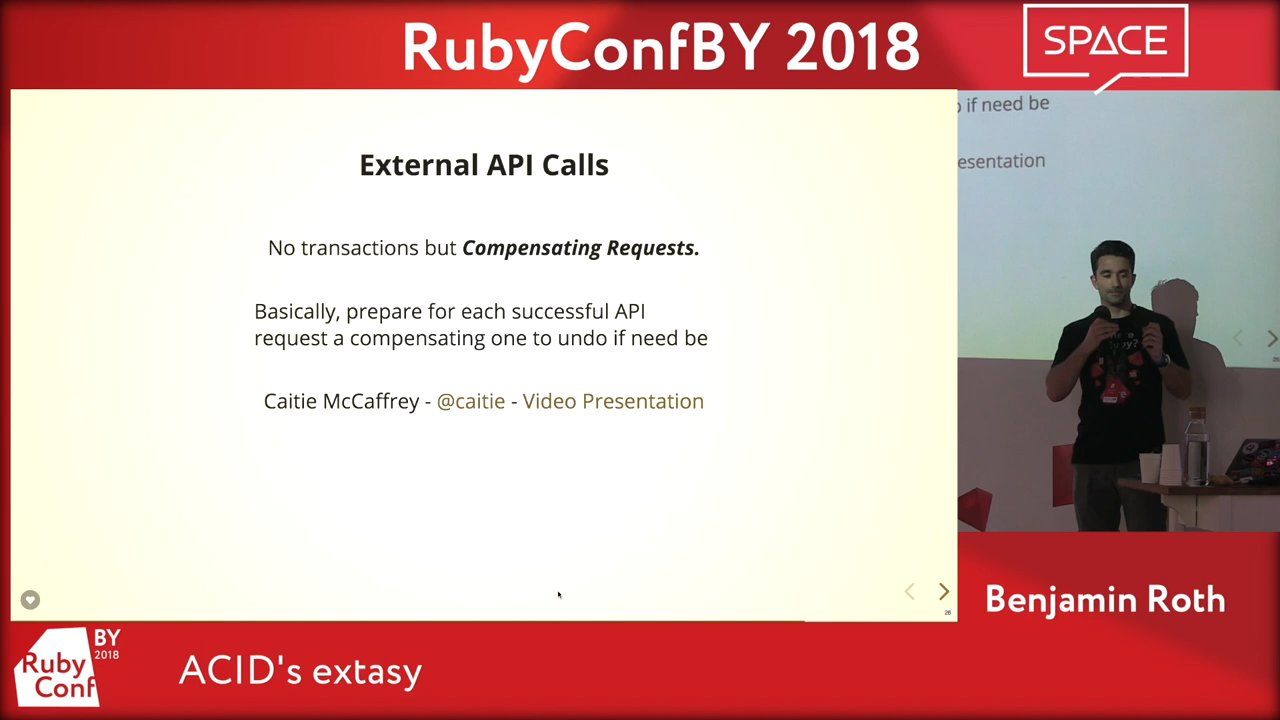 RubyConfBY 2018
SPACE
External API Calls
No transactions but Compensating Requests.
Basically, prepare for each successful API
request a compensating one to undo if need be
Caitie McCaffrey - @caitie - Video Presentation
26
if need be
esentation
Benjamin Roth
Ruby
Conf
BY
2018
ACID's extasy